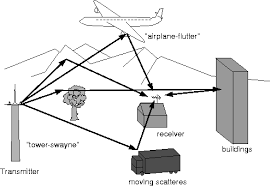 "airplane-flutter"
receiver
buildings
"tower-swayne"
Transmitter
moving scatteres